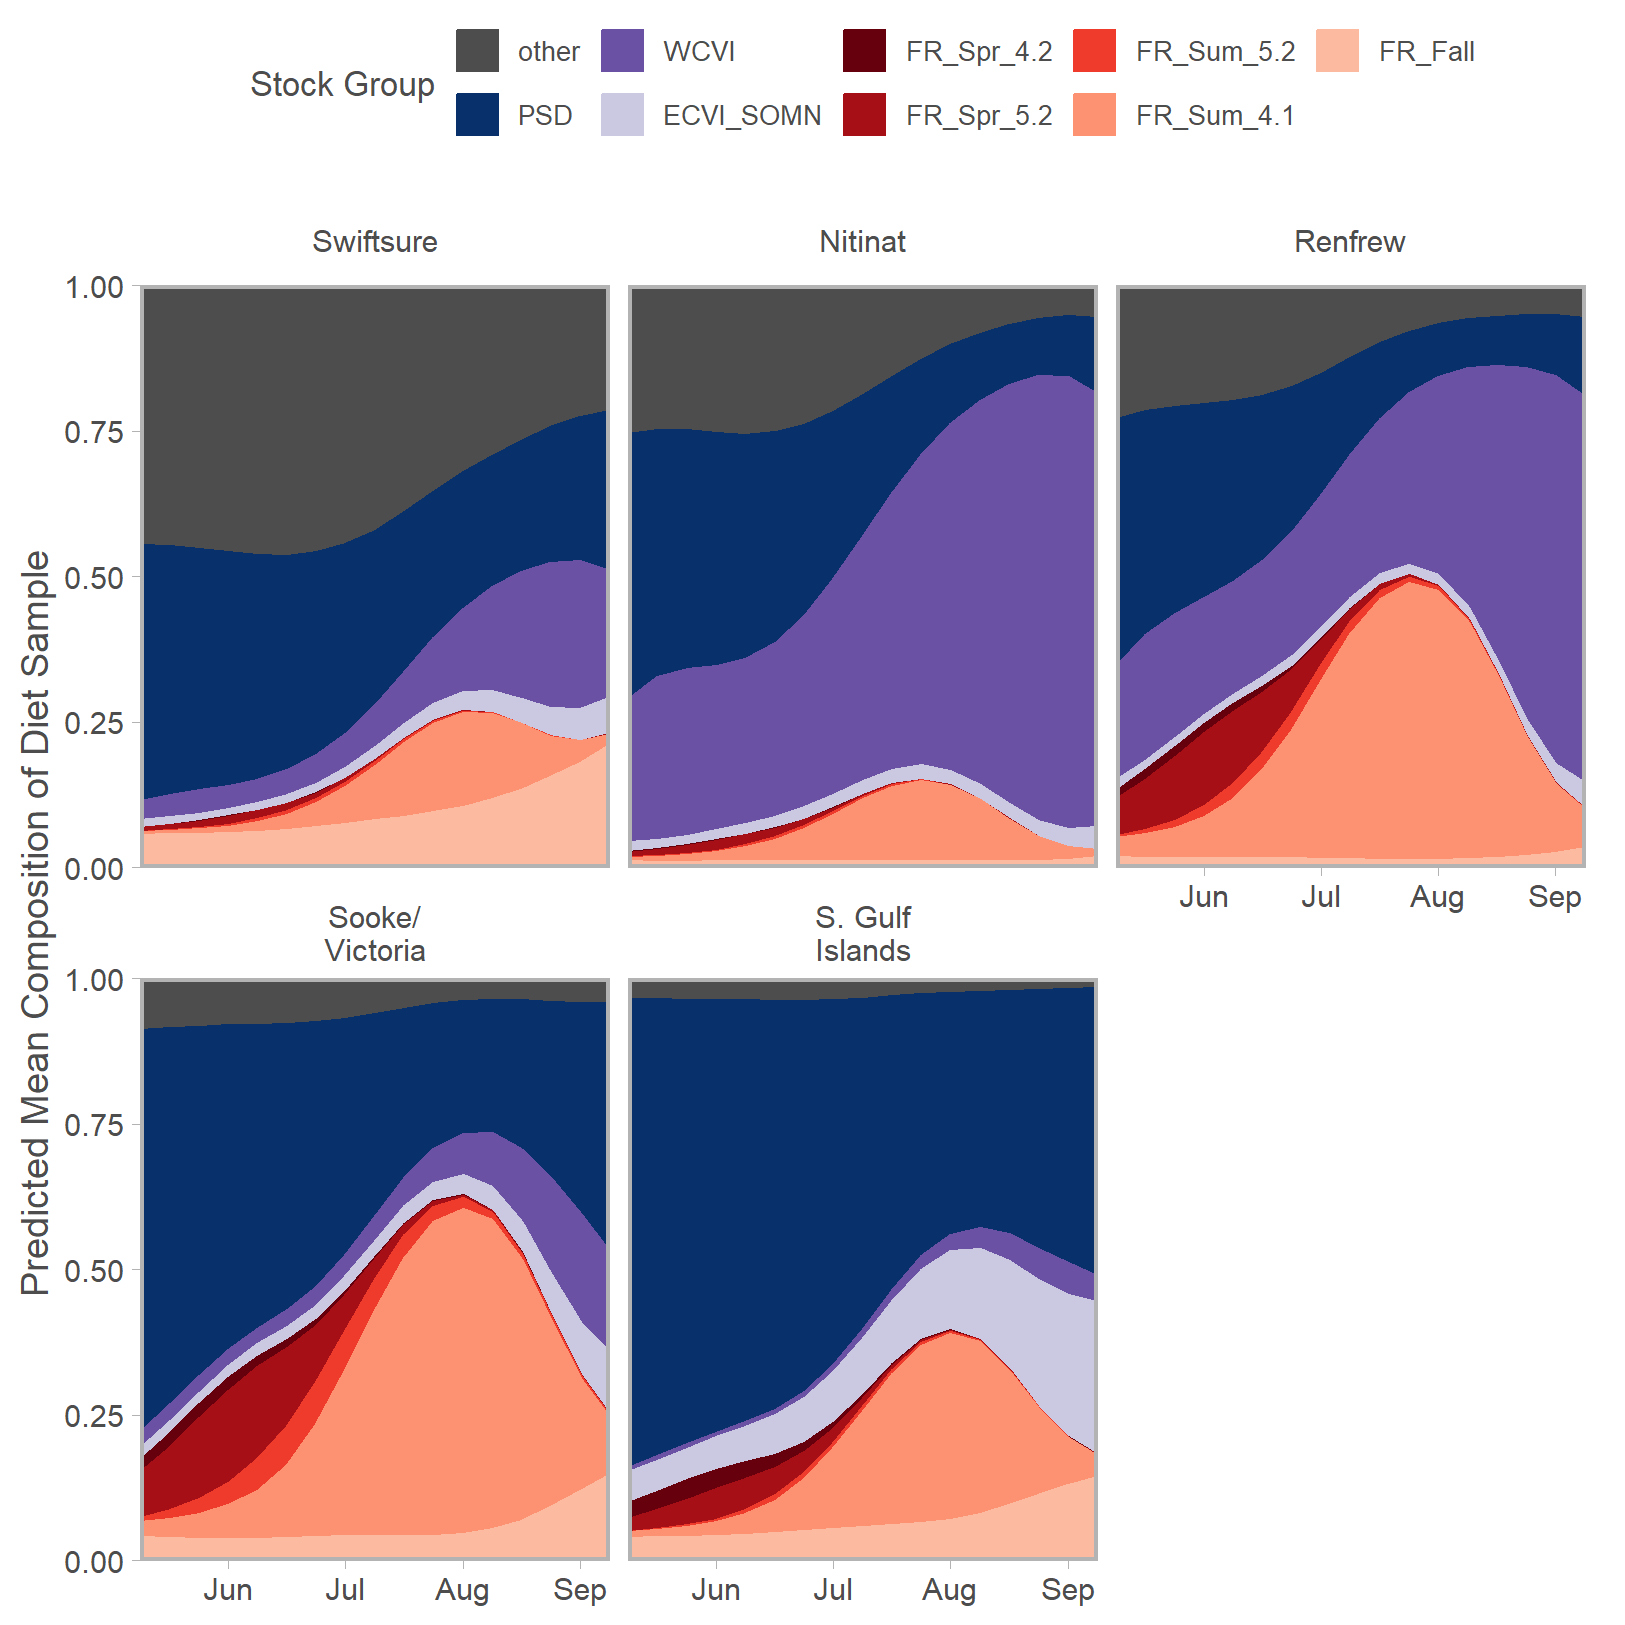 Stock Group
other
WCVI
FR_Spr_4.2
FR_Sum_5.2
FR_Fall
PSD
ECVI_SOMN
FR_Spr_5.2
FR_Sum_4.1
Predicted Mean Composition of Diet Sample
Swiftsure
Nitinat
Renfrew
1.00
0.75
0.50
0.25
0.00
Jun
Jul
Aug
Sep
Sooke/
Victoria
S. Gulf
Islands
1.00
0.75
0.50
0.25
0.00
Jun
Jul
Aug
Sep
Jun
Jul
Aug
Sep